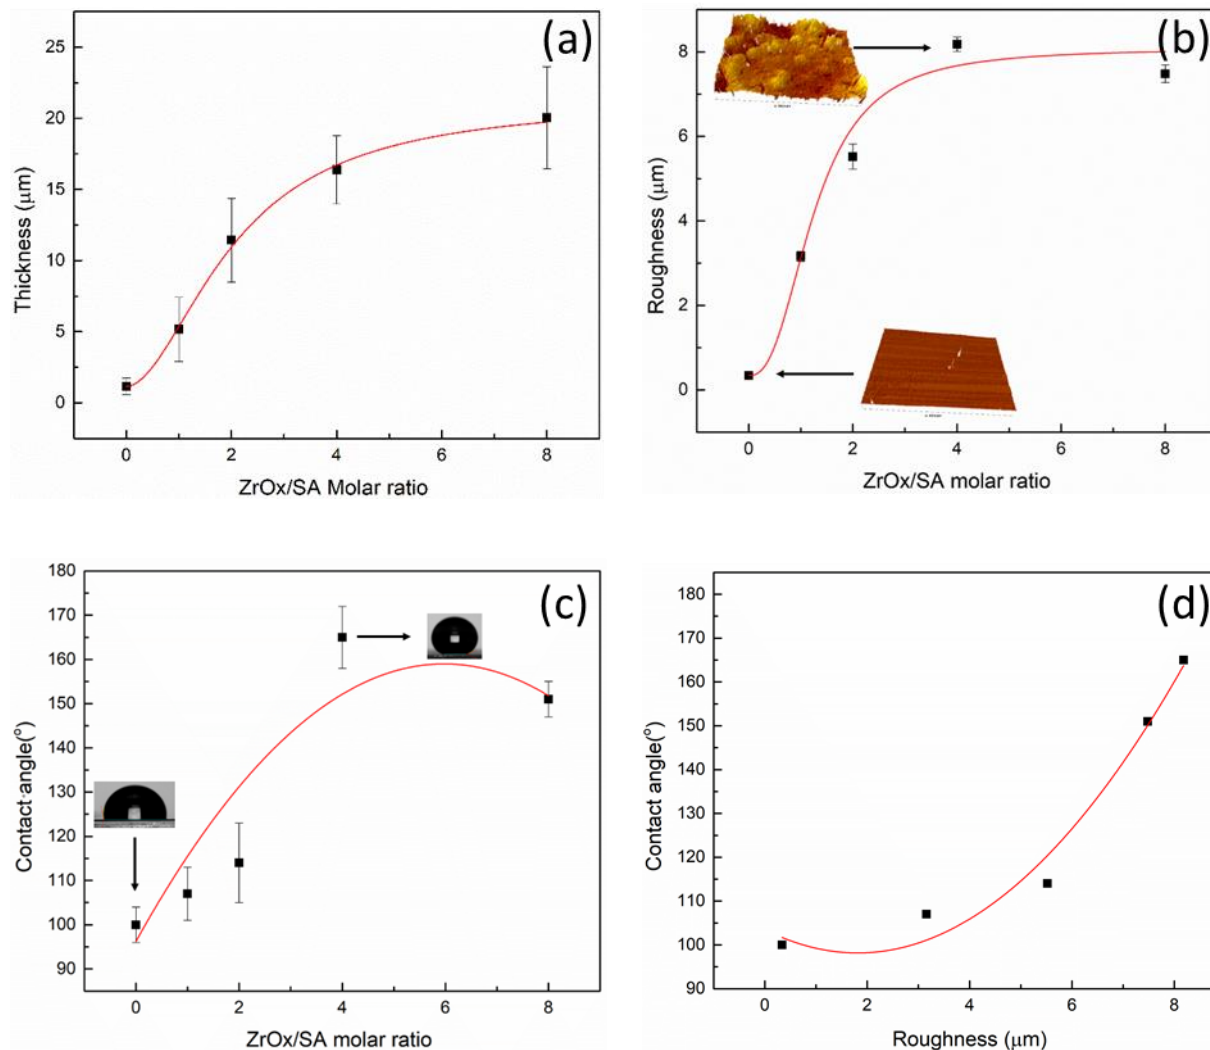 (a)
25
20
15
10
5
0
Thickness (μm)
0 2 4 6 8
ZrOx/SA Molar ratio
(b)
8
6
4
2
0
Roughness (μm)
0 2 4 6 8
ZrOx/SA molar ratio
(c)
180
170
160
150
140
130
120
110
100
90
Contact angle(°)
0 2 4 6 8
ZrOx/SA molar ratio
(d)
180
170
160
150
140
130
120
110
100
90
Contact angle(°)
0 2 4 6 8
Roughness (μm)